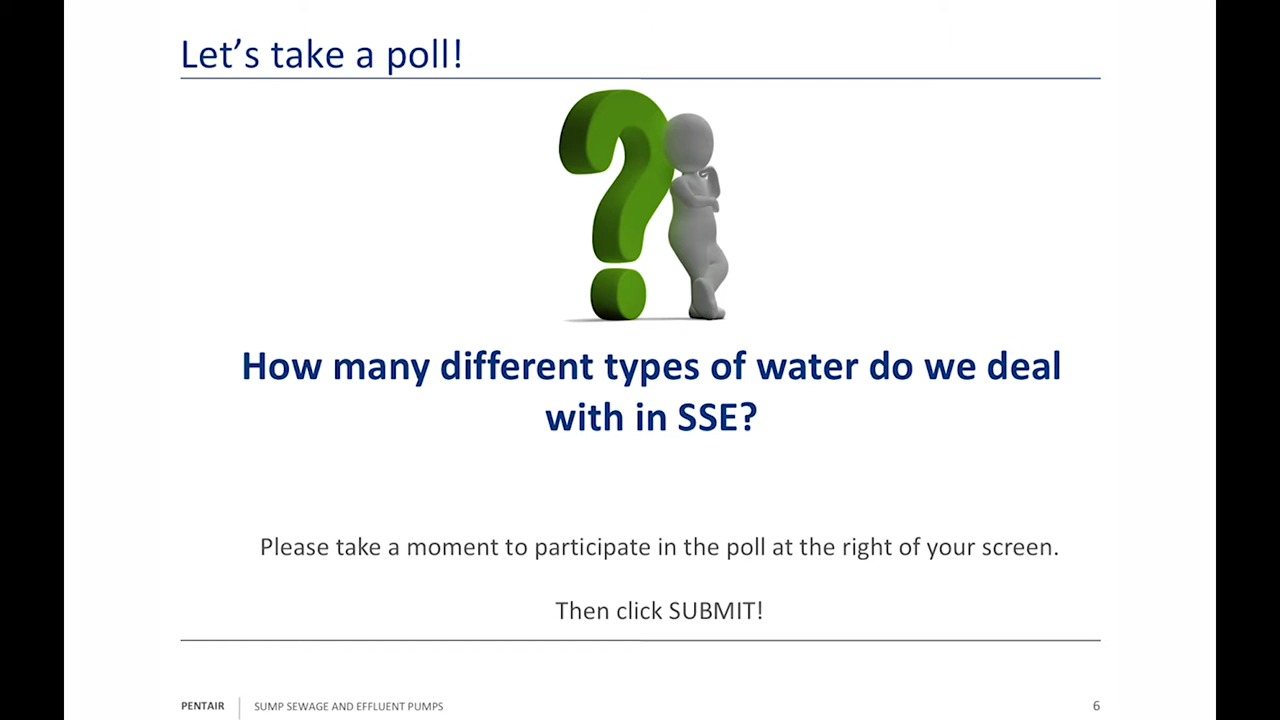 Let’s take a poll!
How many different types of water do we deal
with in SSE?
Please take a moment to participate in the poll at the right of your screen.
Then click SUBMIT!
PENTAIR SUMP SEWAGE AND EFFLUENT PUMPS 6